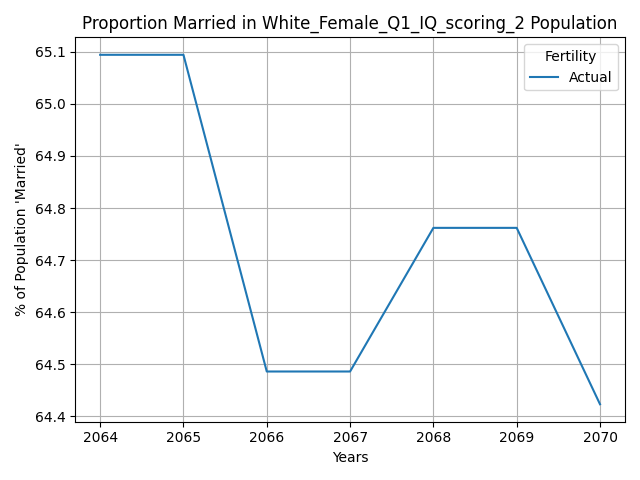 Proportion Married in White_Female_Q1_IQ_scoring_2 Population
65.1
65.0
64.9
64.8
64.7
64.6
64.5
64.4
% of Population 'Married'
Fertility
Actual
2064 2065 2066 2067 2068 2069 2070
Years